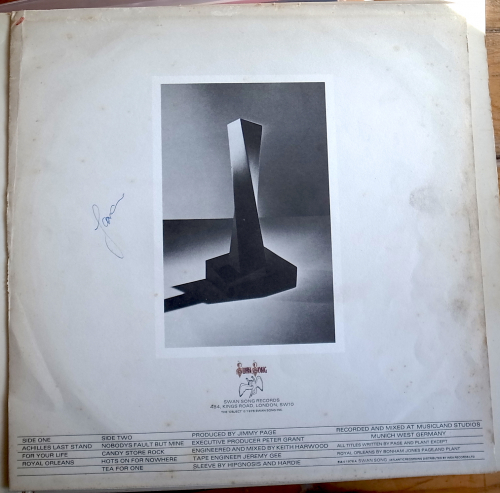 Swan Song
SWAN SONG RECORDS
484, KINGS ROAD, LONDON, SW10
SIDE ONE
ACHILLES LAST STAND
FOR YOUR LIFE
ROYAL ORLEANS
SIDE TWO
NOBODYS FAULT BUT MINE
CANDY STORE ROCK
HOTS ON FOR NOWHERE
TEA FOR ONE
PRODUCED BY JIMMY PAGE
EXECUTIVE PRODUCER PETER GRANT
ENGINEERED AND MIXED BY KEITH HARWOOD
TAPE ENGINEER JEREMY GEE
SLEEVE BY HIPGNOSIS AND HARDIE
RECORDED AND MIXED AT MUSICLAND STUDIOS
MUNICH WEST GERMANY
ALL TITLES WRITTEN BY PAGE AND PLANT EXCEPT
ROYAL ORLEANS BY BONHAM JONES PAGE AND PLANT